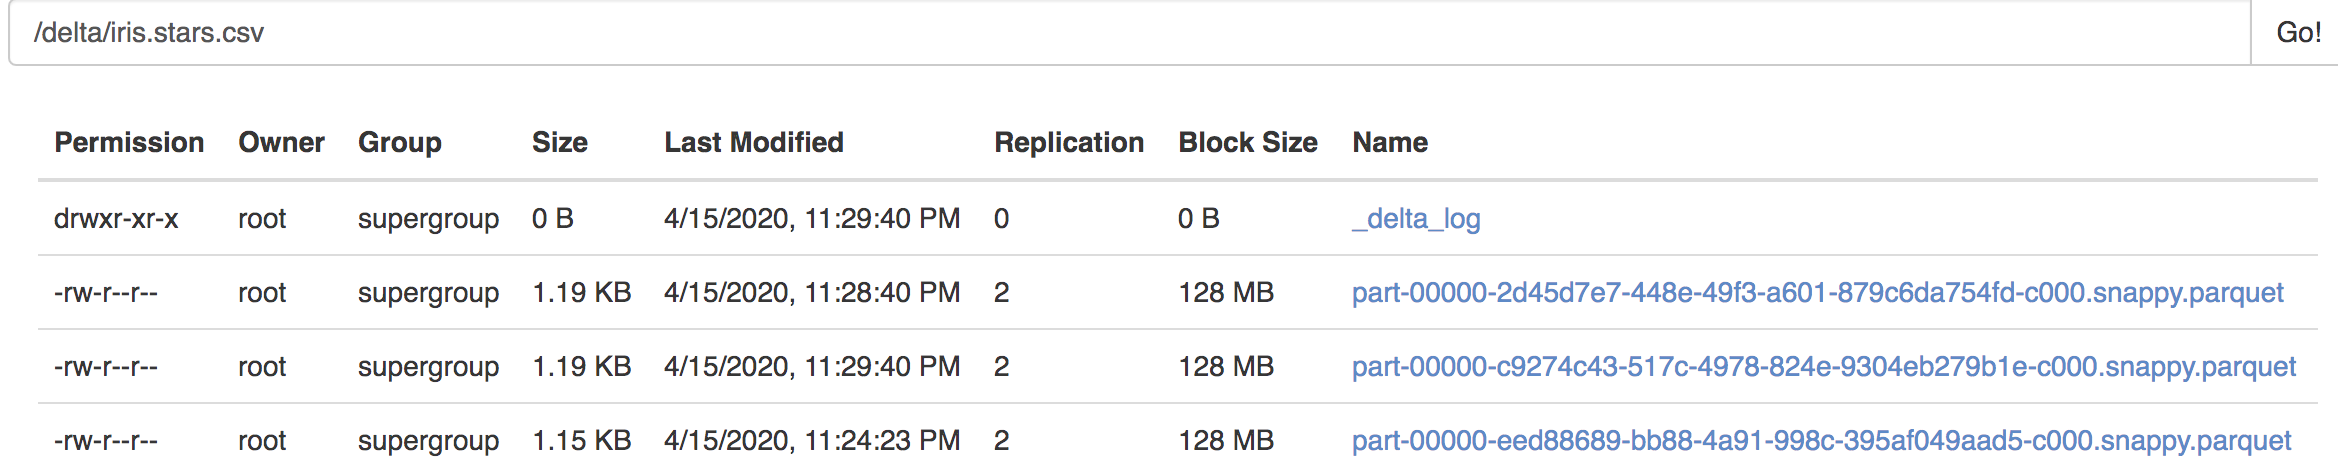 /delta/iris.stars.csv Go!
Permission Owner Group Size Last Modified Replication Block Size Name
drwxr-xr-x root supergroup 0 B 4/15/2020, 11:29:40 PM 0 0 B _delta_log
-rw-r--r-- root supergroup 1.19 KB 4/15/2020, 11:28:40 PM 2 128 MB part-00000-2d45d7e7-448e-49f3-a601-879c6da754fd-c000.snappy.parquet
-rw-r--r-- root supergroup 1.19 KB 4/15/2020, 11:29:40 PM 2 128 MB part-00000-c9274c43-517c-4978-824e-9304eb279b1e-c000.snappy.parquet
-rw-r--r-- root supergroup 1.15 KB 4/15/2020, 11:24:23 PM 2 128 MB part-00000-eed88689-bb88-4a91-998c-395af049aad5-c000.snappy.parquet